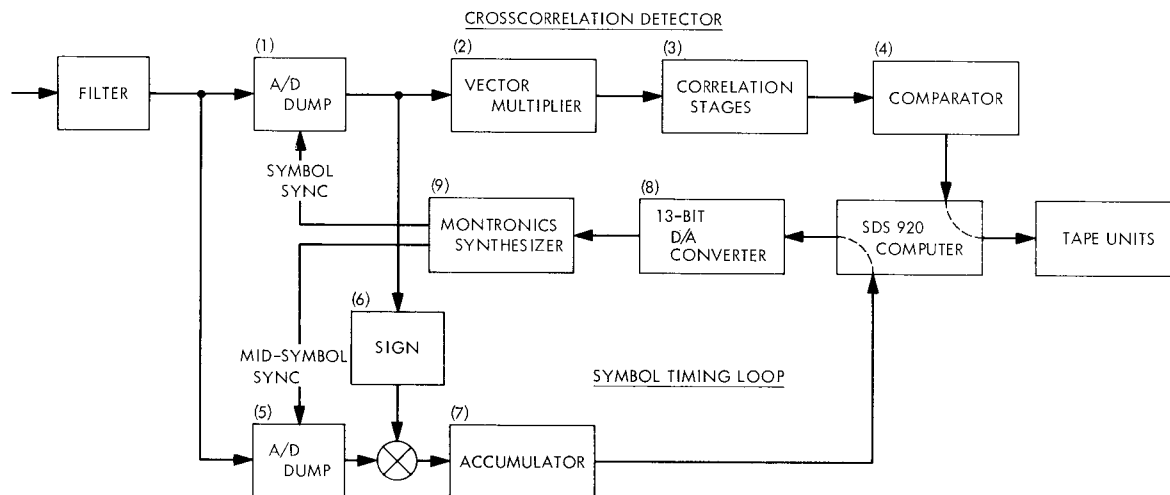 CROSSCORRELATION DETECTOR
FILTER
(1)
A/D
DUMP
(2)
VECTOR
MULTIPLIER
(3)
CORRELATION
STAGES
(4)
COMPARATOR
SYMBOL
SYNC
(9)
MONTRONICS
SYNTHESIZER
(8)
13-BIT
D/A
CONVERTER
SDS 920
COMPUTER
TAPE UNITS
(6)
SIGN
MID-SYMBOL
SYNC
SYMBOL TIMING LOOP
(5)
A/D
DUMP
(7)
ACCUMULATOR